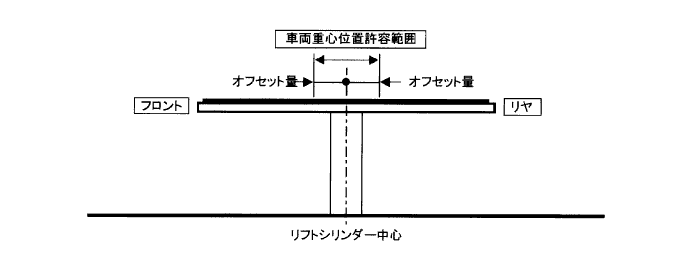 車両重心位置許容範囲
オフセット量
オフセット量
フロント
リヤ
リフトシリンダー中心